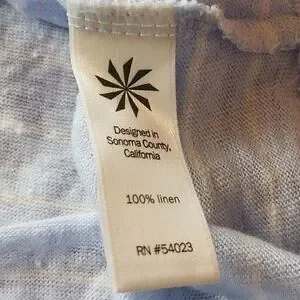 Designed in
Sonoma County,
California
100% linen
RN #54023